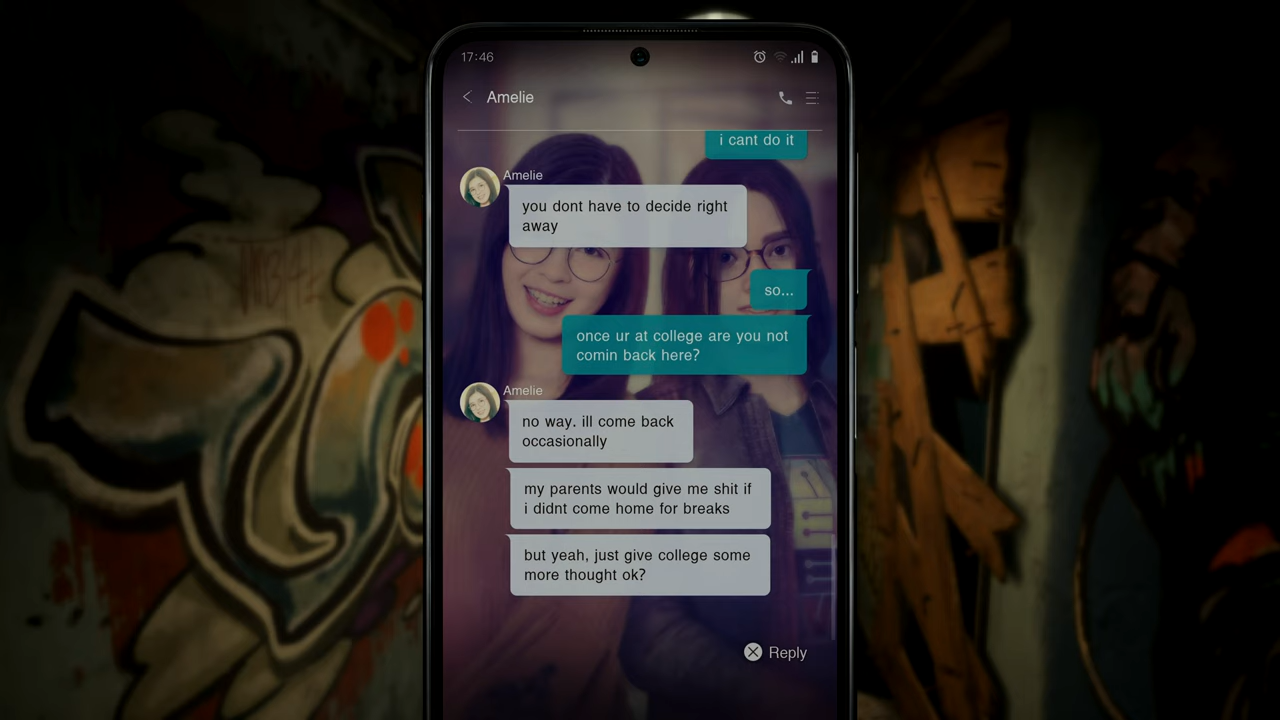 17:46
Amelie
i cant do it
Amelie
you dont have to decide right
away
so...
once ur at college are you not
comin back here?
Amelie
no way. ill come back
occasionally
my parents would give me shit if
i didnt come home for breaks
but yeah, just give college some
more thought ok?
Reply